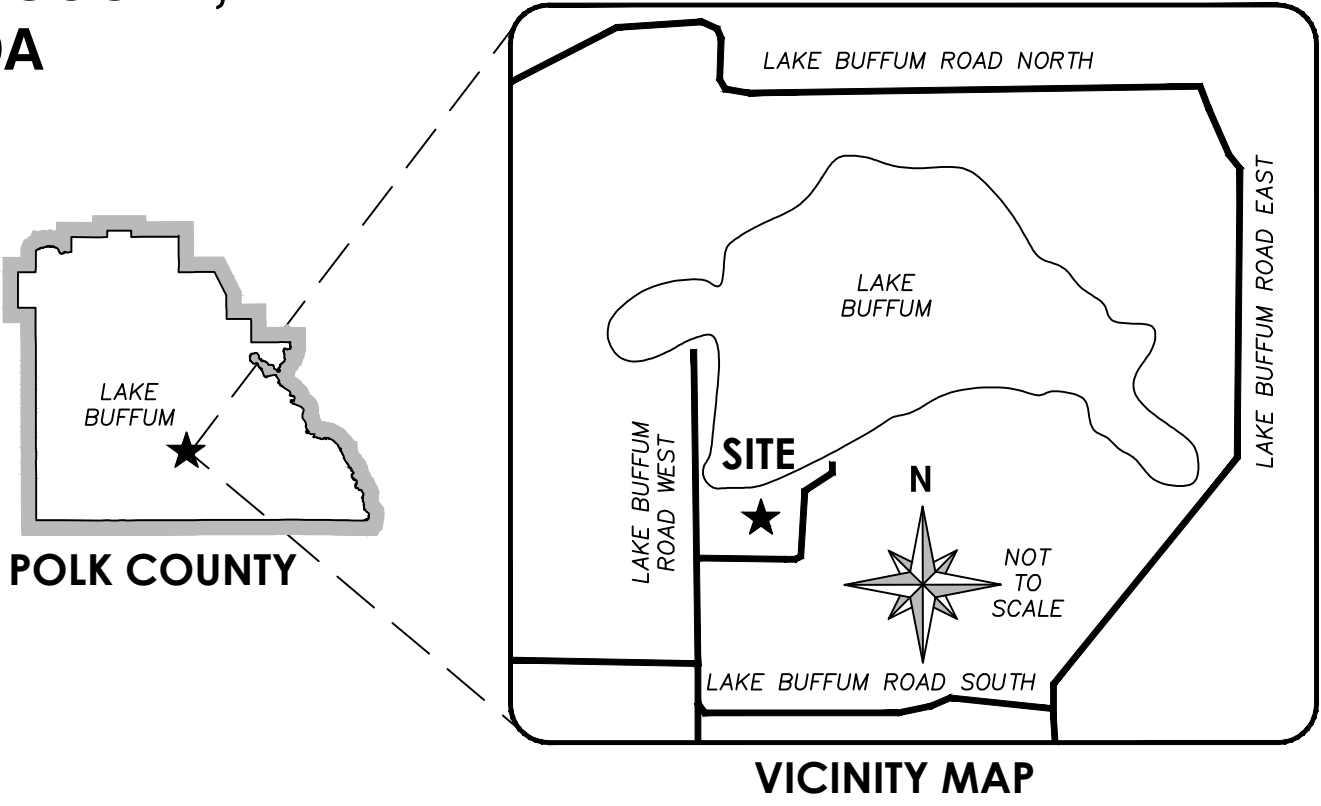 DA
LAKE BUFFUM ROAD NORTH
LAKE BUFFUM ROAD EAST
LAKE
BUFFUM
LAKE
BUFFUM
SITE
LAKE BUFFUM
ROAD WEST
N
NOT
TO
SCALE
POLK COUNTY
LAKE BUFFUM ROAD SOUTH
VICINITY MAP